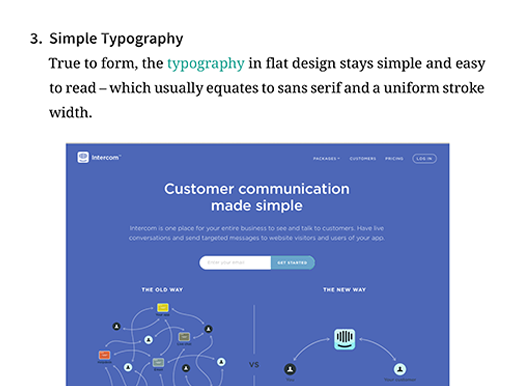 3. Simple Typography
True to form, the typography in flat design stays simple and easy
to read – which usually equates to sans serif and a uniform stroke
width.
Intercom
PACKAGES CUSTOMERS PRICING LOG IN
Customer communication
made simple
Intercom is one place for your entire business to see and talk to customers. Have live
conversations and send targeted messages to website visitors and users of your app.
Enter your email GET STARTED
THE OLD WAY THE NEW WAY
VS
You Your customers